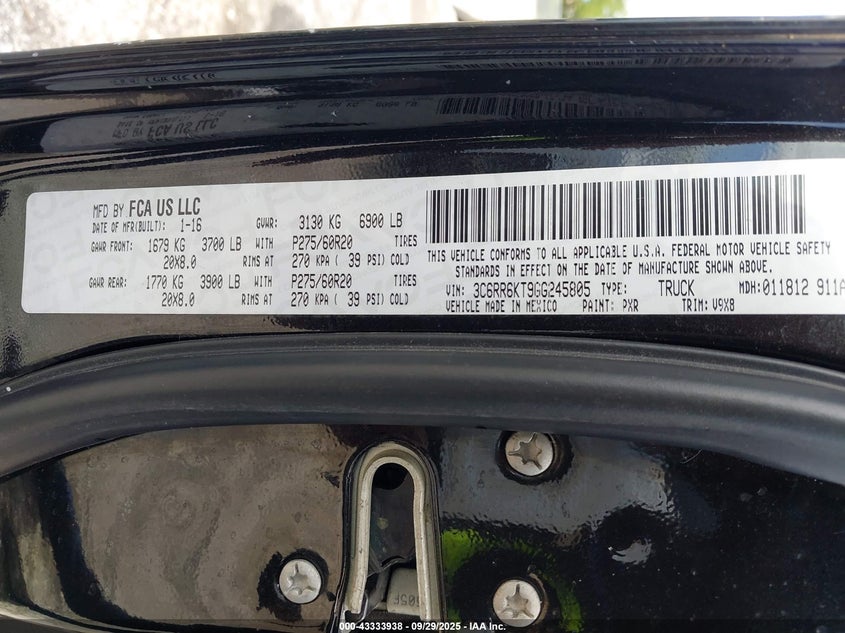 MFD BY FCA US LLC
DATE OF MFR(BUILT): 1-16 GVWR: 3130 KG 6900 LB
GAWR FRONT: 1679 KG 3700 LB WITH P275/60R20 TIRES
20X8.0 RIMS AT 270 KPA ( 39 PSI) COLD
GAWR REAR: 1770 KG 3900 LB WITH P275/60R20 TIRES
20X8.0 RIMS AT 270 KPA ( 39 PSI) COLD
THIS VEHICLE CONFORMS TO ALL APPLICABLE U.S.A. FEDERAL MOTOR VEHICLE SAFETY
STANDARDS IN EFFECT ON THE DATE OF MANUFACTURE SHOWN ABOVE.
VIN: 3C6RR6KT9GG245805 TYPE: TRUCK MDH: 011812 911A
VEHICLE MADE IN MEXICO PAINT: PXR TRIM: V9X8
000-43333938 - 09/29/2025 - IAA Inc.